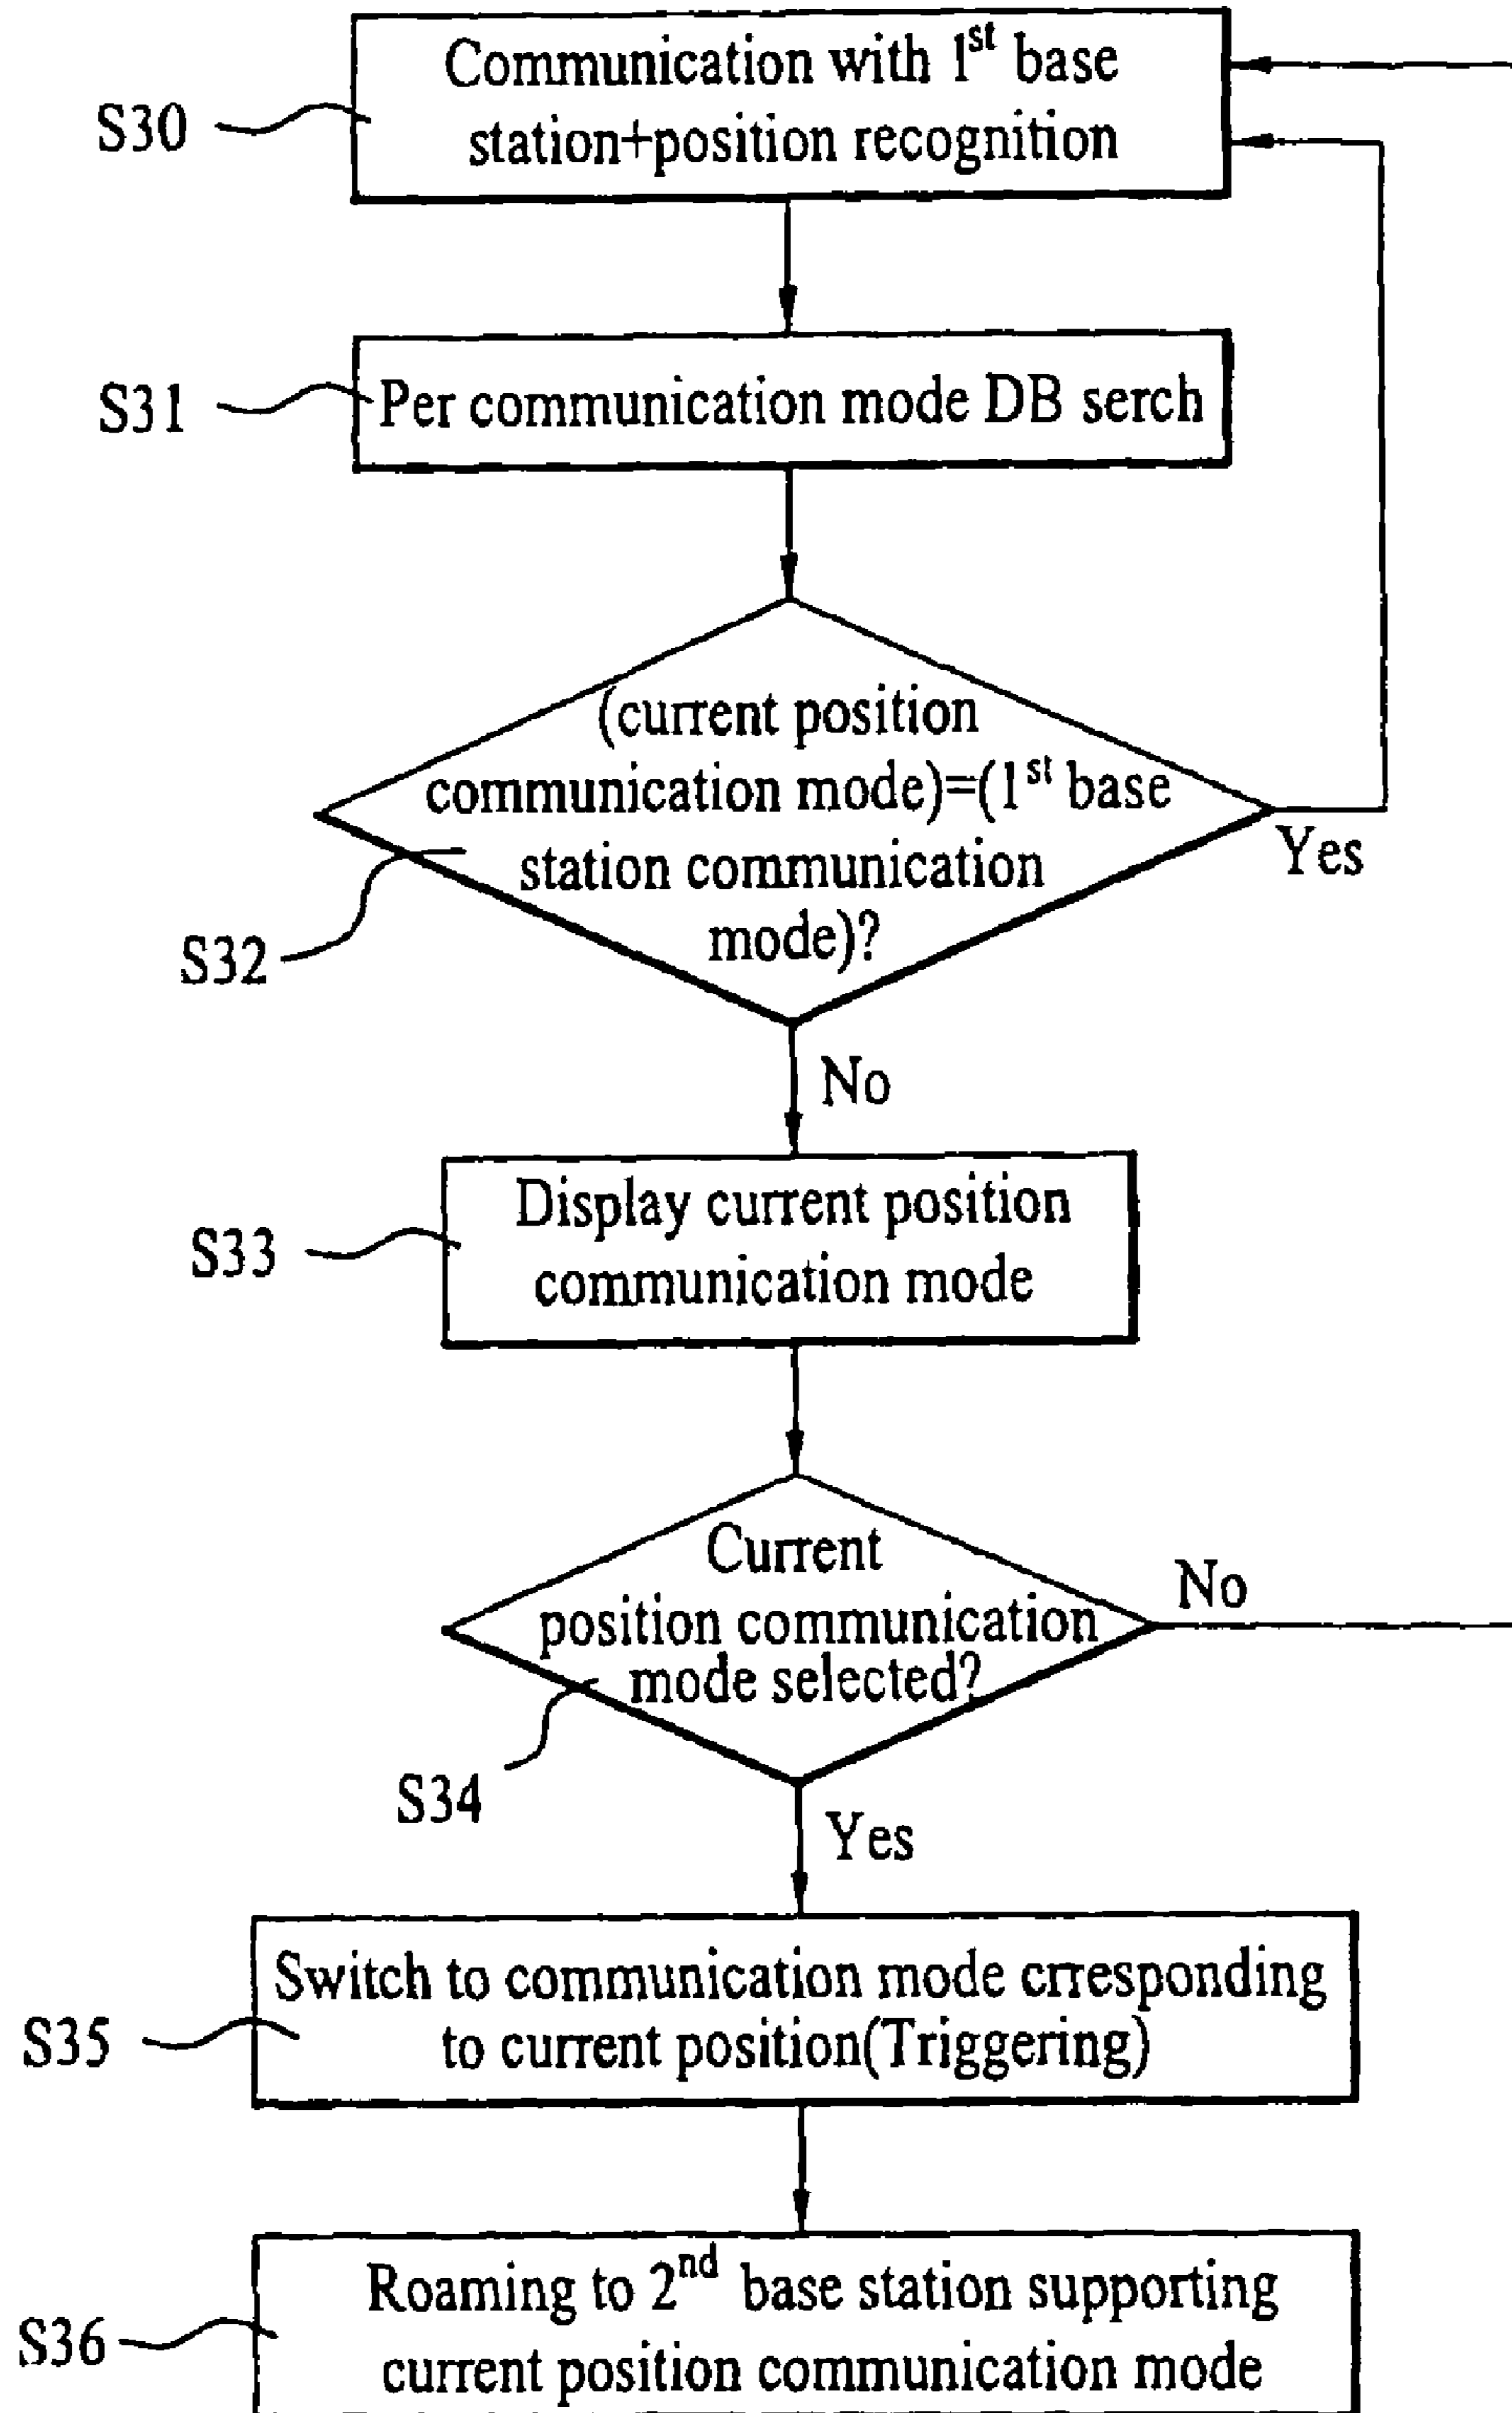 Communication with 1st base
station+position recognition
S30
Per communication mode DB serch
S31
(current position
communication mode)=(1st base
station communication
mode)?
Yes
S32
No
Display current position
communication mode
S33
Current
position communication
mode selected?
No
S34
Yes
Switch to communication mode crresponding
to current position(Triggering)
S35
Roaming to 2nd base station supporting
current position communication mode
S36